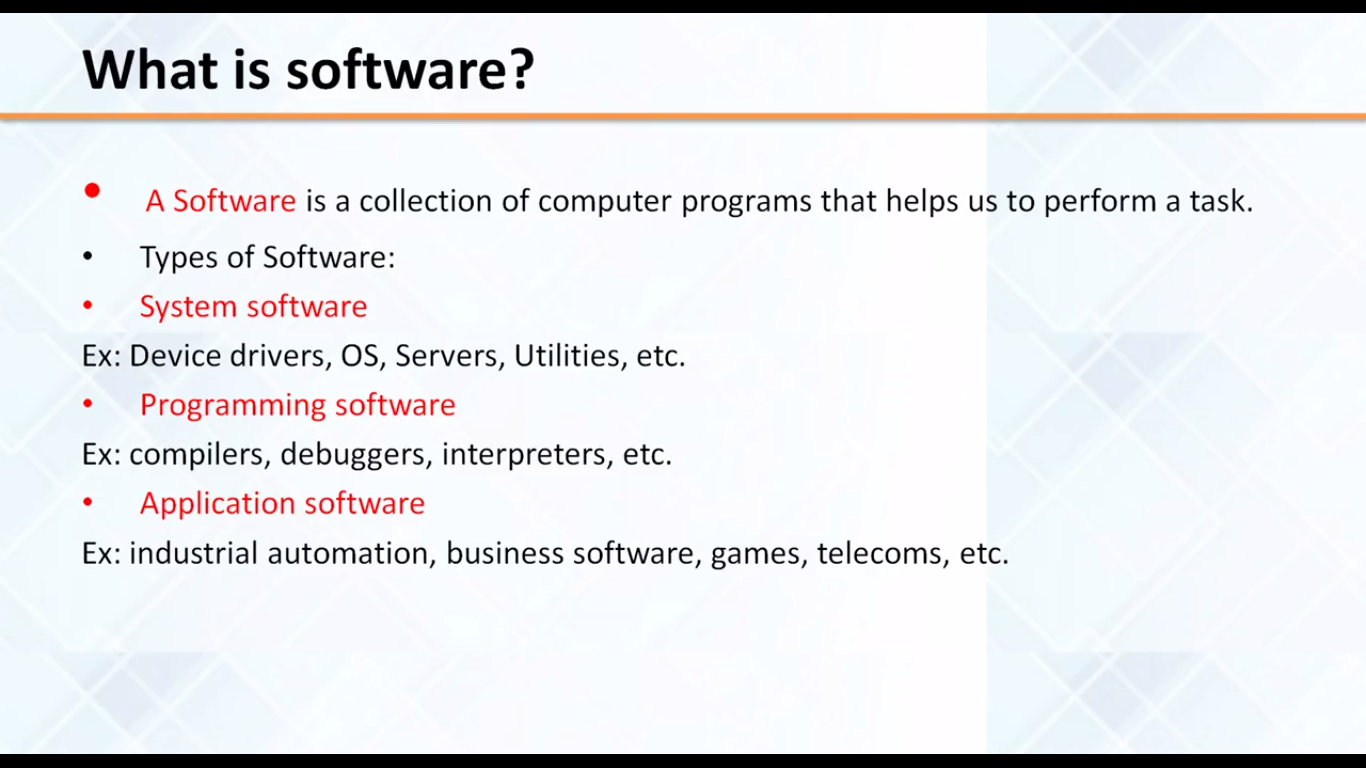 What is software?
• A Software is a collection of computer programs that helps us to perform a task.
• Types of Software:
• System software
Ex: Device drivers, OS, Servers, Utilities, etc.
• Programming software
Ex: compilers, debuggers, interpreters, etc.
• Application software
Ex: industrial automation, business software, games, telecoms, etc.